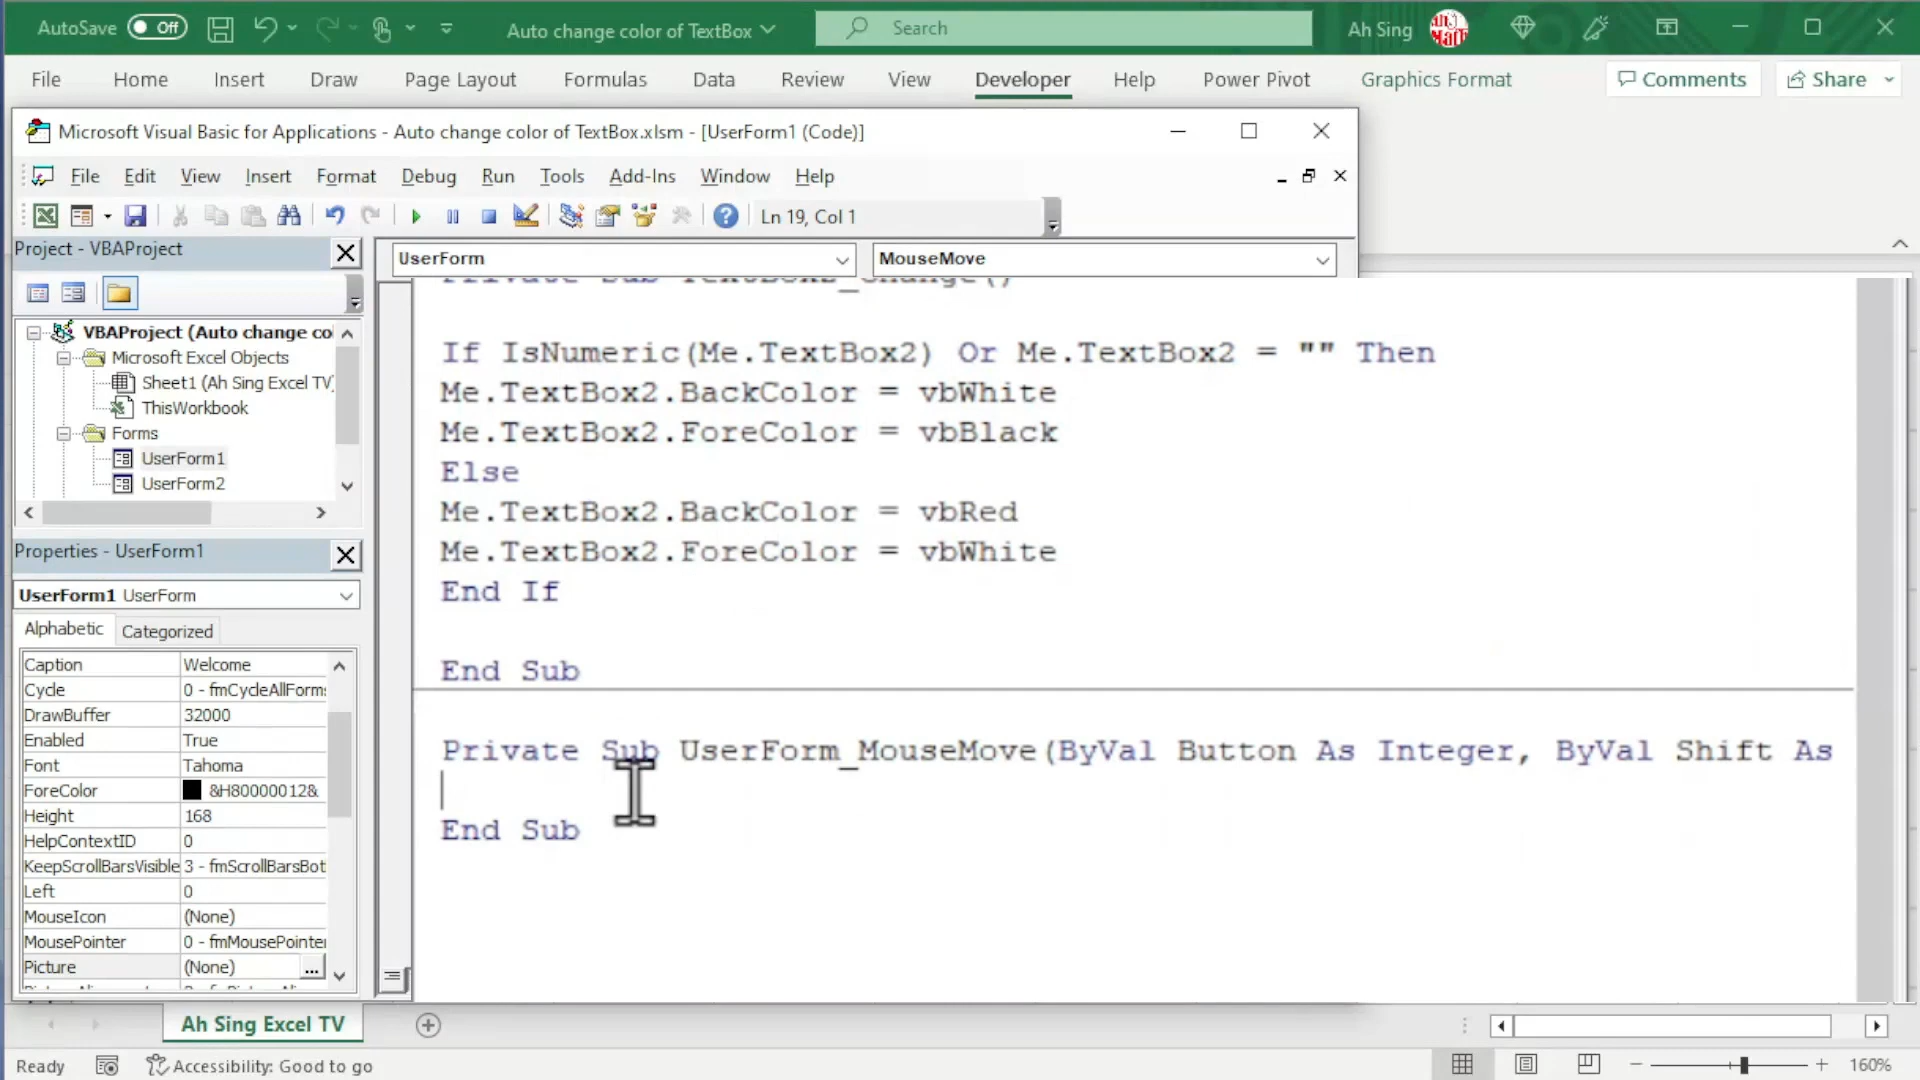 AutoSave Off Auto change color of TextBox Search Ah Sing
File Home Insert Draw Page Layout Formulas Data Review View Developer Help Power Pivot Graphics Format Comments Share
Microsoft Visual Basic for Applications - Auto change color of TextBox.xlsm - [UserForm1 (Code)]
File Edit View Insert Format Debug Run Tools Add-Ins Window Help
Ln 19, Col 1
Project - VBAProject
UserForm MouseMove
VBAProject (Auto change co
Microsoft Excel Objects
Sheet1 (Ah Sing Excel TV)
ThisWorkbook
Forms
UserForm1
UserForm2
Properties - UserForm1
UserForm1 UserForm
Alphabetic Categorized
Caption Welcome
Cycle 0 - fmCycleAllForms
DrawBuffer 32000
Enabled True
Font Tahoma
ForeColor &H80000012&
Height 168
HelpContextID 0
KeepScrollBarsVisible 3 - fmScrollBarsBot
Left 0
MouseIcon (None)
MousePointer 0 - fmMousePointer
Picture (None) ...
If IsNumeric(Me.TextBox2) Or Me.TextBox2 = "" Then
Me.TextBox2.BackColor = vbWhite
Me.TextBox2.ForeColor = vbBlack
Else
Me.TextBox2.BackColor = vbRed
Me.TextBox2.ForeColor = vbWhite
End If
End Sub
Private Sub UserForm_MouseMove(ByVal Button As Integer, ByVal Shift As
End Sub
Ah Sing Excel TV
Ready Accessibility: Good to go 160%